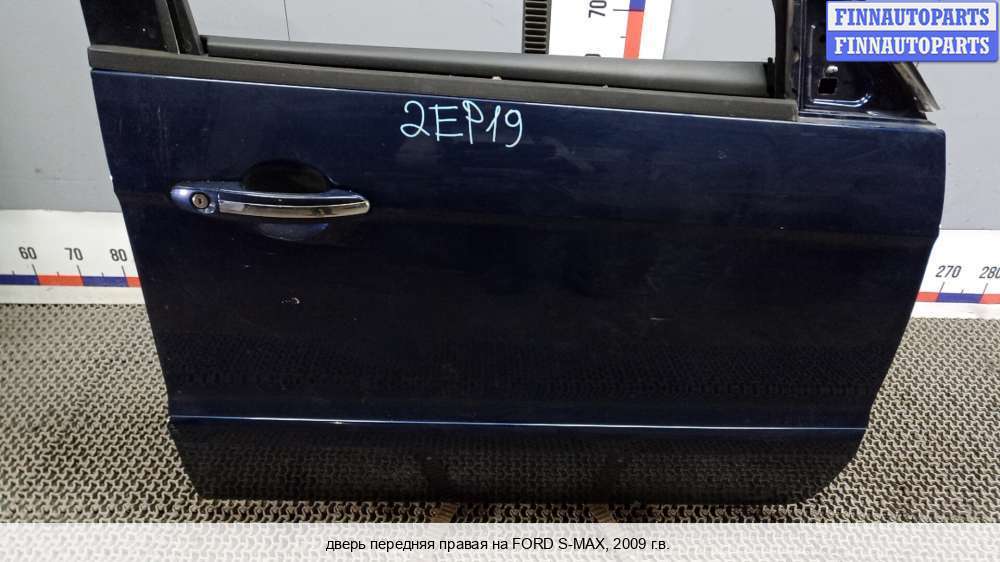 FINNAUTOPARTS
FINNAUTOPARTS
70
2EP19
60 70 80
270 280
дверь передняя правая на FORD S-MAX, 2009 г.в.